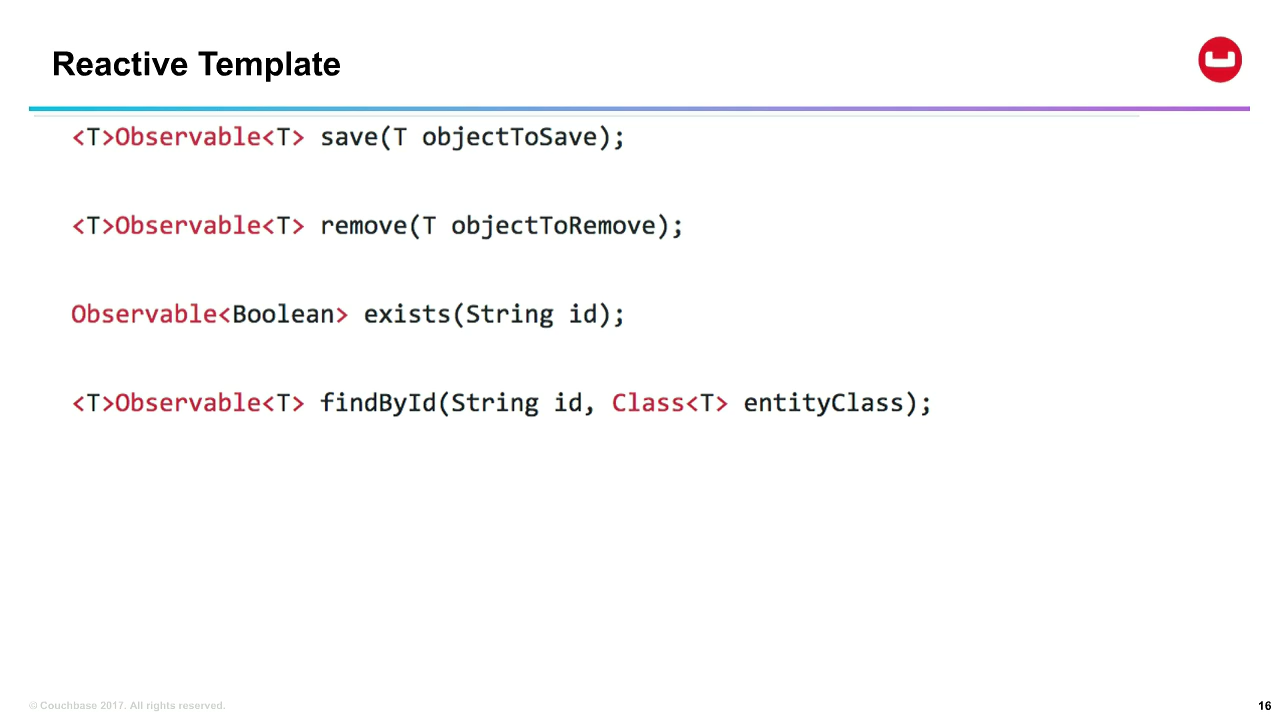 Reactive Template
<T>Observable<T> save(T objectToSave);
<T>Observable<T> remove(T objectToRemove);
Observable<Boolean> exists(String id);
<T>Observable<T> findById(String id, Class<T> entityClass);
© Couchbase 2017. All rights reserved.
16